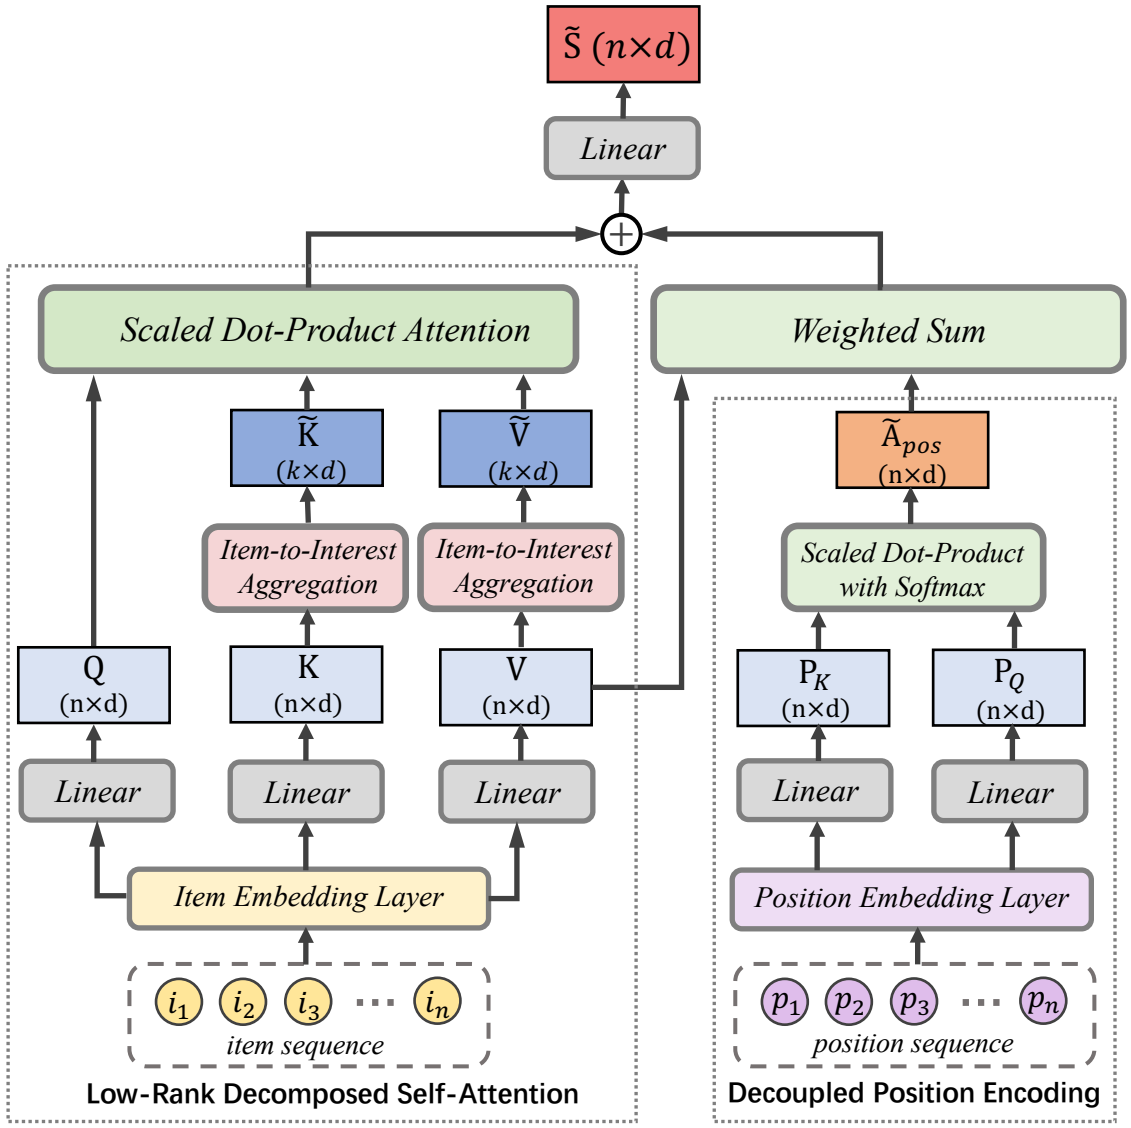 S̃ (n×d)
Linear
+
Scaled Dot-Product Attention
Weighted Sum
K̃
(k×d)
Ṽ
(k×d)
Ã_pos
(n×d)
Item-to-Interest
Aggregation
Item-to-Interest
Aggregation
Scaled Dot-Product
with Softmax
Q
(n×d)
K
(n×d)
V
(n×d)
P_K
(n×d)
P_Q
(n×d)
Linear
Linear
Linear
Linear
Linear
Item Embedding Layer
Position Embedding Layer
i_1 i_2 i_3 ... i_n
item sequence
p_1 p_2 p_3 ... p_n
position sequence
Low-Rank Decomposed Self-Attention
Decoupled Position Encoding